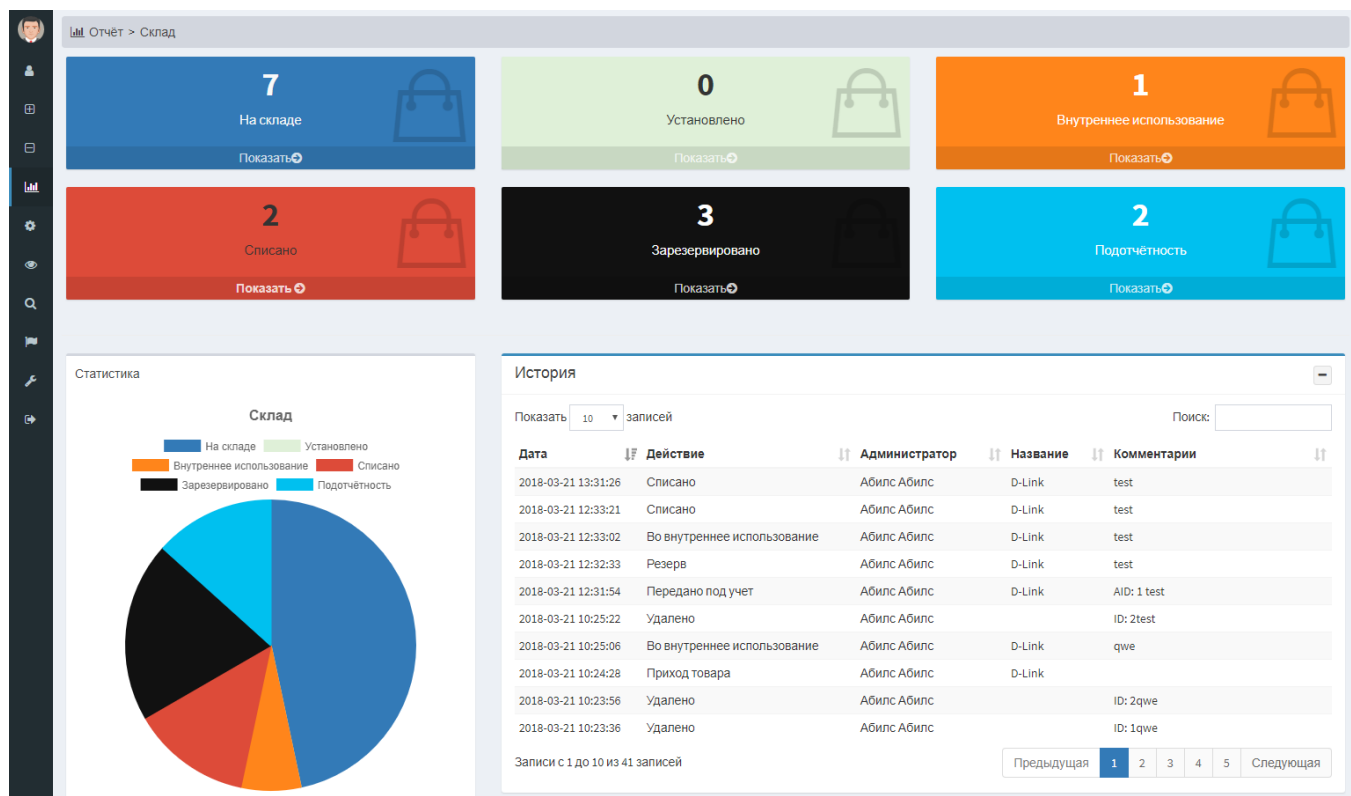 Отчёт > Склад
7
На складе
Показать
0
Установлено
Показать
1
Внутреннее использование
Показать
2
Списано
Показать
3
Зарезервировано
Показать
2
Подотчётность
Показать
Статистика
Склад
На складе Установлено
Внутреннее использование Списано
Зарезервировано Подотчётность
История
Показать 10 записей Поиск:
Дата Действие Администратор Название Комментарии
2018-03-21 13:31:26 Списано Абилс Абилс D-Link test
2018-03-21 12:33:21 Списано Абилс Абилс D-Link test
2018-03-21 12:33:02 Во внутреннее использование Абилс Абилс D-Link test
2018-03-21 12:32:33 Резерв Абилс Абилс D-Link test
2018-03-21 12:31:54 Передано под учет Абилс Абилс D-Link AID: 1 test
2018-03-21 10:25:22 Удалено Абилс Абилс ID: 2test
2018-03-21 10:25:06 Во внутреннее использование Абилс Абилс D-Link qwe
2018-03-21 10:24:28 Приход товара Абилс Абилс D-Link
2018-03-21 10:23:56 Удалено Абилс Абилс ID: 2qwe
2018-03-21 10:23:36 Удалено Абилс Абилс ID: 1qwe
Записи с 1 до 10 из 41 записей Предыдущая 1 2 3 4 5 Следующая